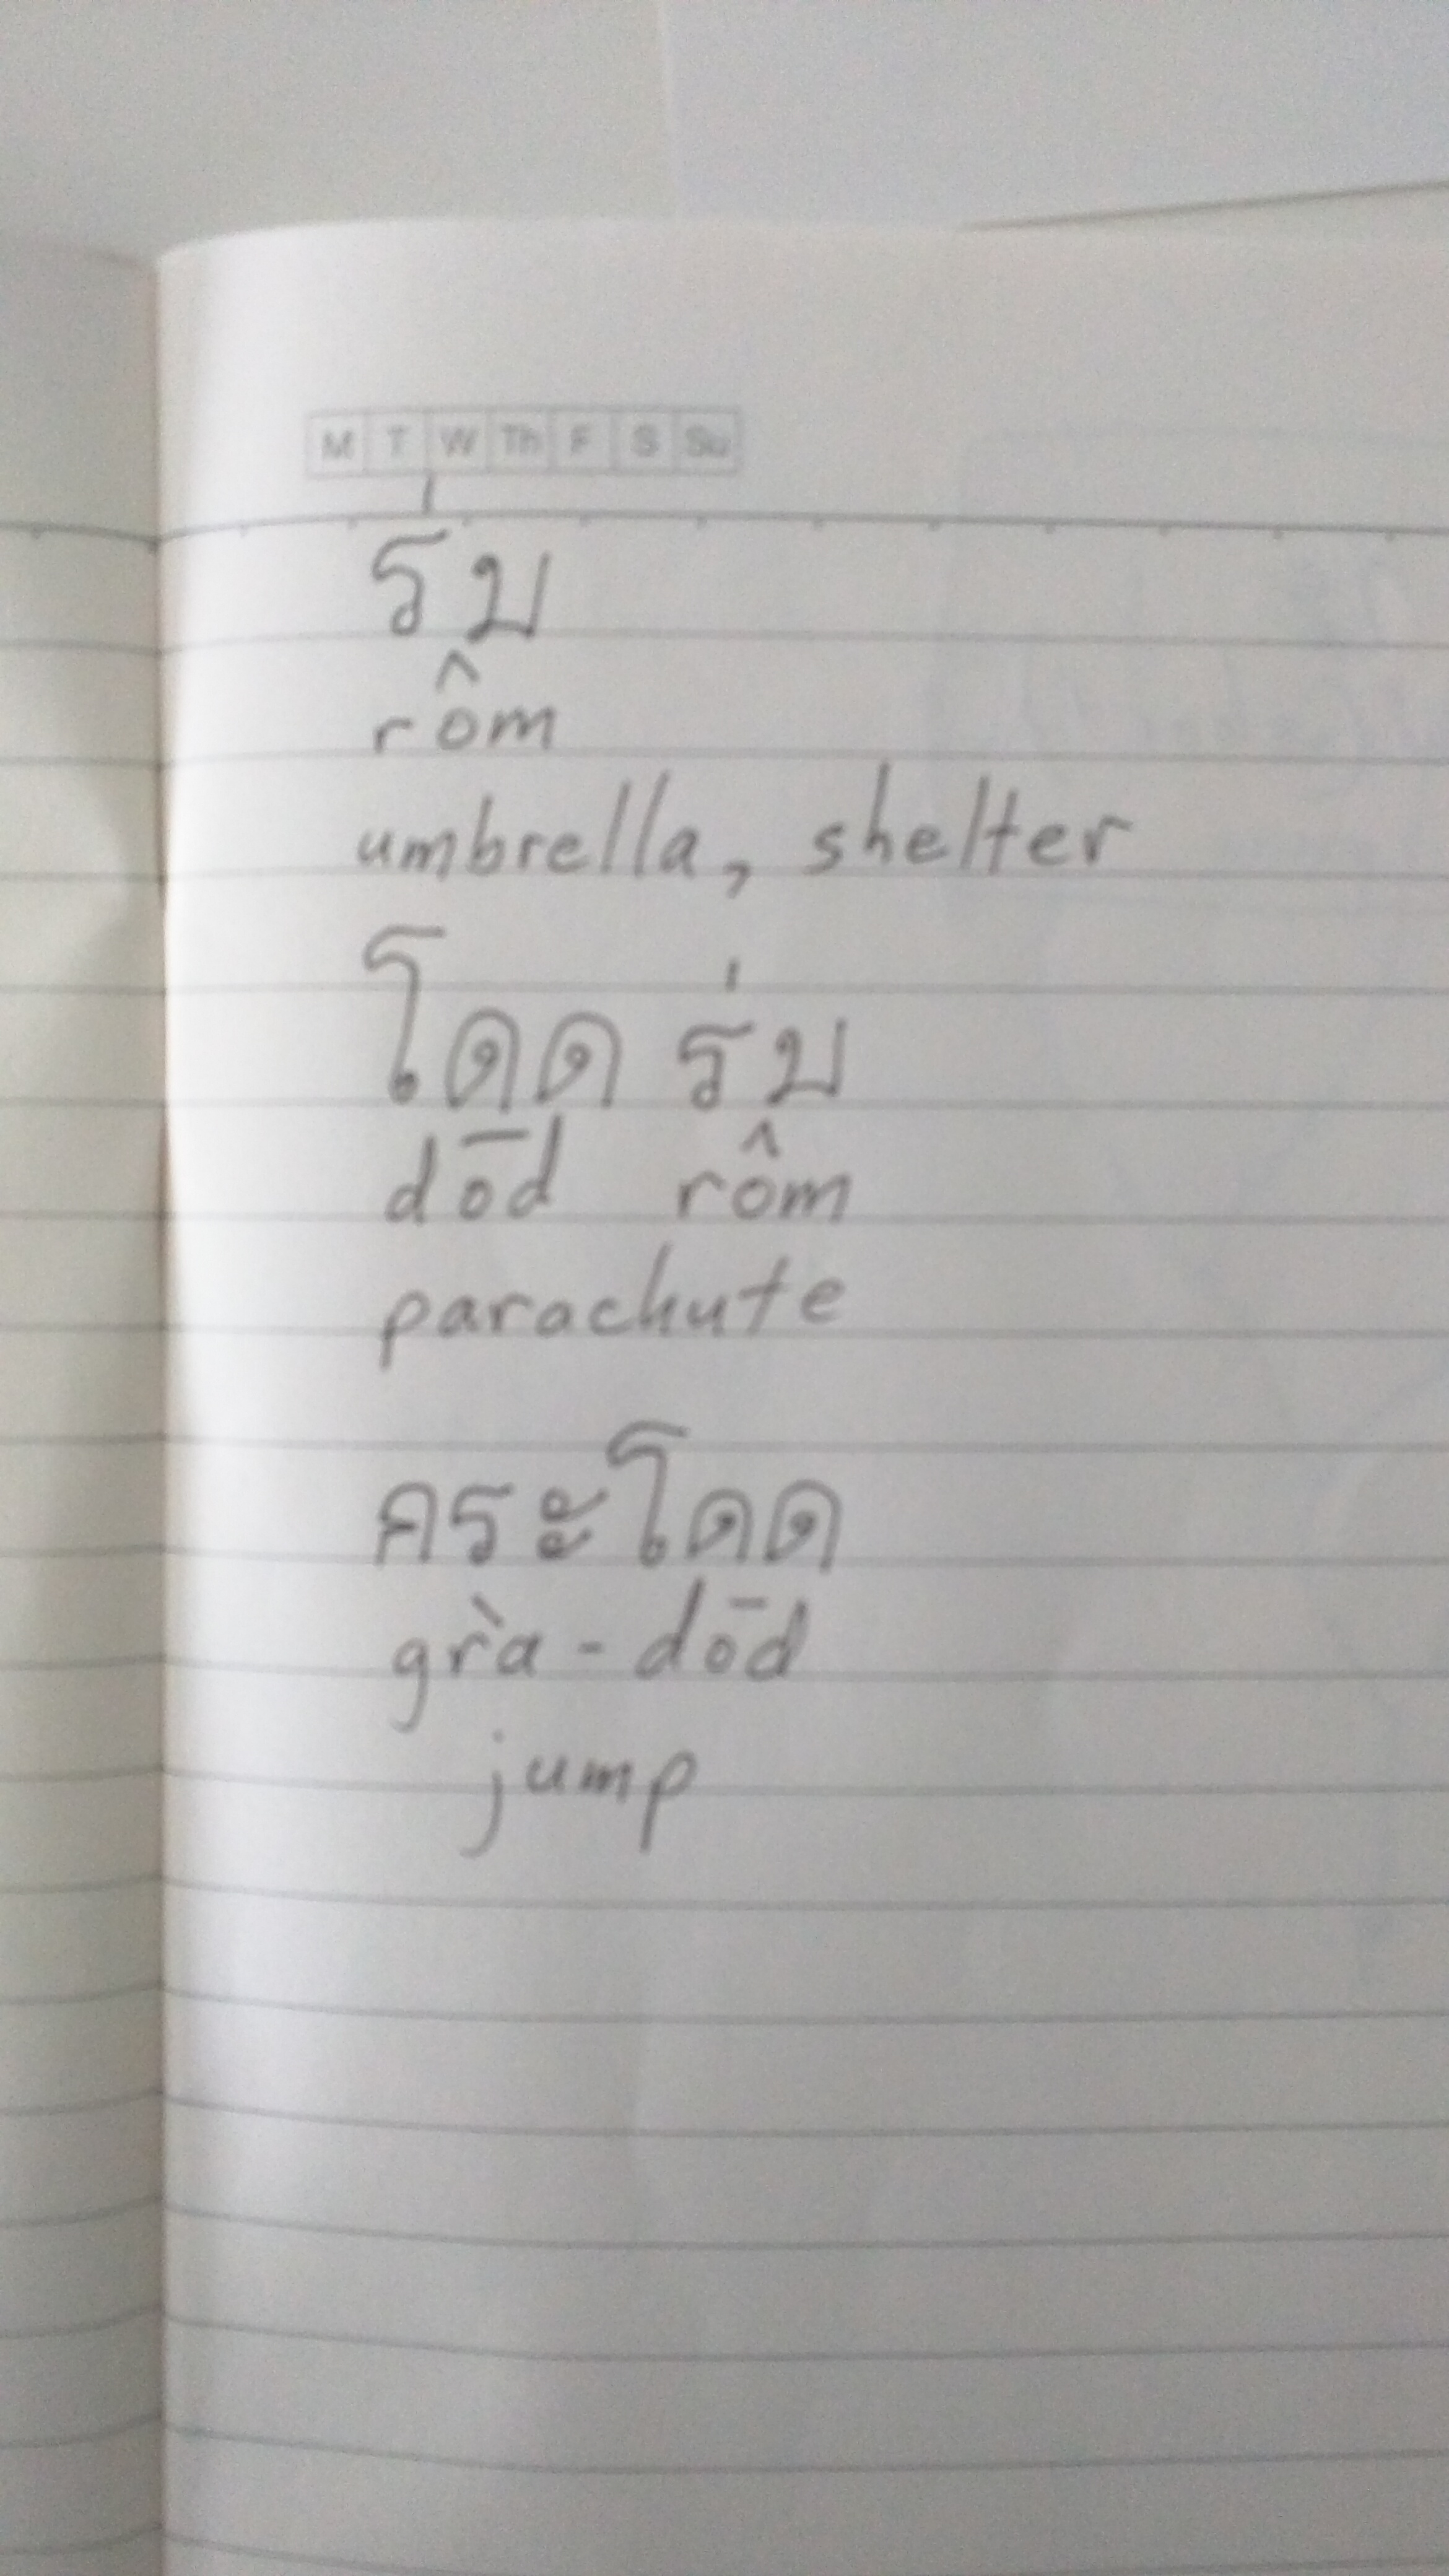 M T W Th F S Su
ร่ม
rôm
umbrella, shelter
โดด ร่ม
dōd rôm
parachute
กระโดด
grà - dōd
jump